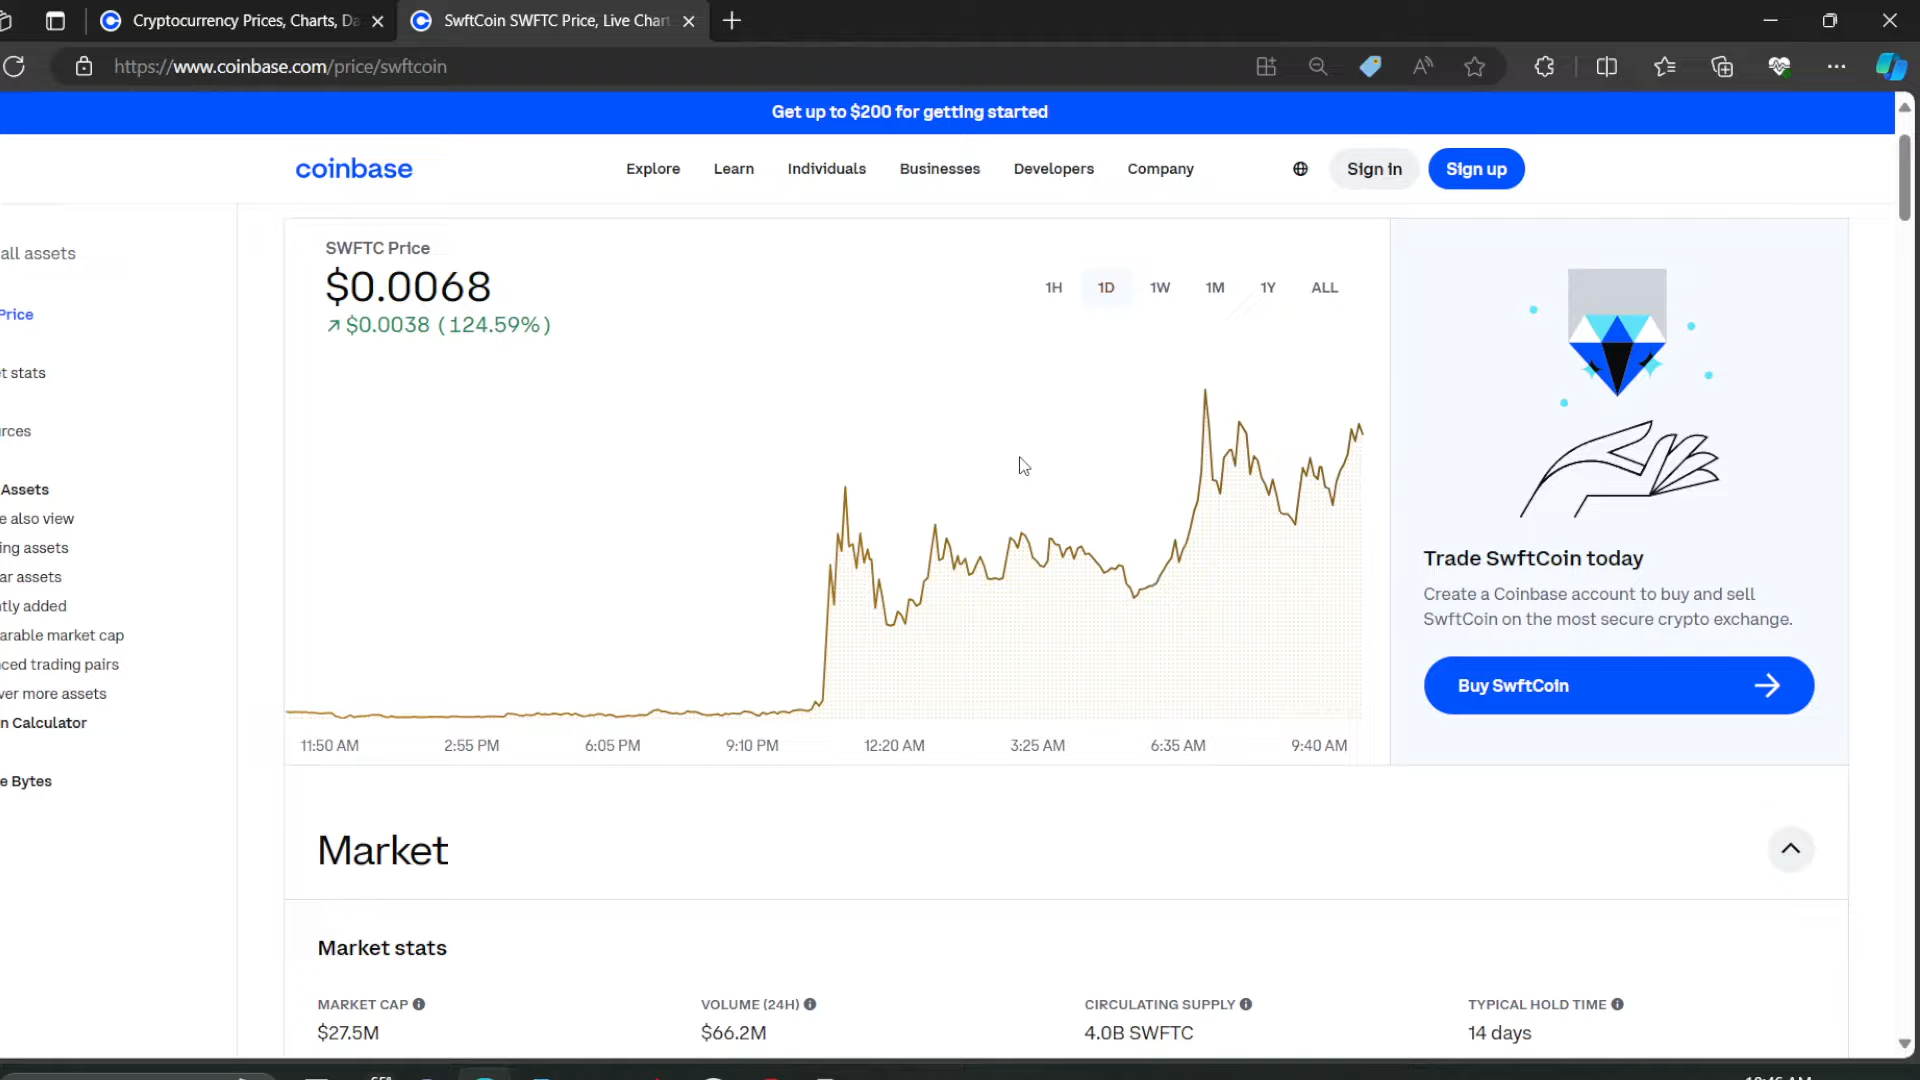 Cryptocurrency Prices, Charts, Da
SwftCoin SWFTC Price, Live Chart
https://www.coinbase.com/price/swftcoin
Get up to $200 for getting started
coinbase
Explore
Learn
Individuals
Businesses
Developers
Company
Sign in
Sign up
all assets
Price
t stats
rces
Assets
e also view
ing assets
ar assets
tly added
arable market cap
ced trading pairs
ver more assets
n Calculator
e Bytes
SWFTC Price
$0.0068
$0.0038 (124.59%)
1H
1D
1W
1M
1Y
ALL
11:50 AM
2:55 PM
6:05 PM
9:10 PM
12:20 AM
3:25 AM
6:35 AM
9:40 AM
Trade SwftCoin today
Create a Coinbase account to buy and sell
SwftCoin on the most secure crypto exchange.
Buy SwftCoin
Market
Market stats
MARKET CAP
$27.5M
VOLUME (24H)
$66.2M
CIRCULATING SUPPLY
4.0B SWFTC
TYPICAL HOLD TIME
14 days